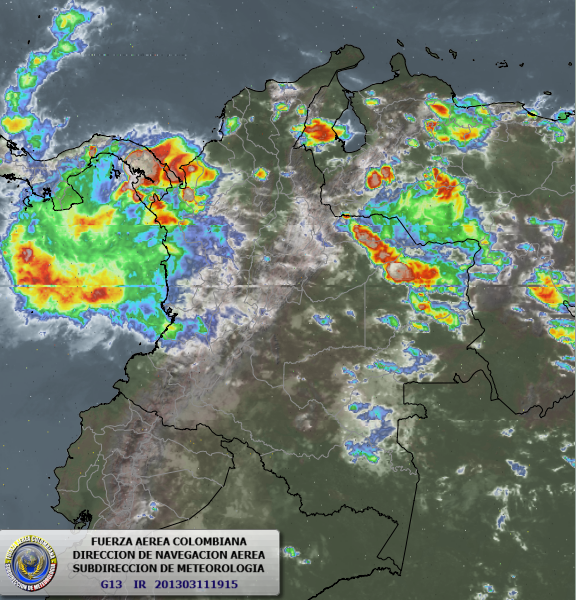 FUERZA AEREA COLOMBIANA
DIRECCION DE NAVEGACION AEREA
SUBDIRECCION DE METEOROLOGIA
G13 IR 201303111915